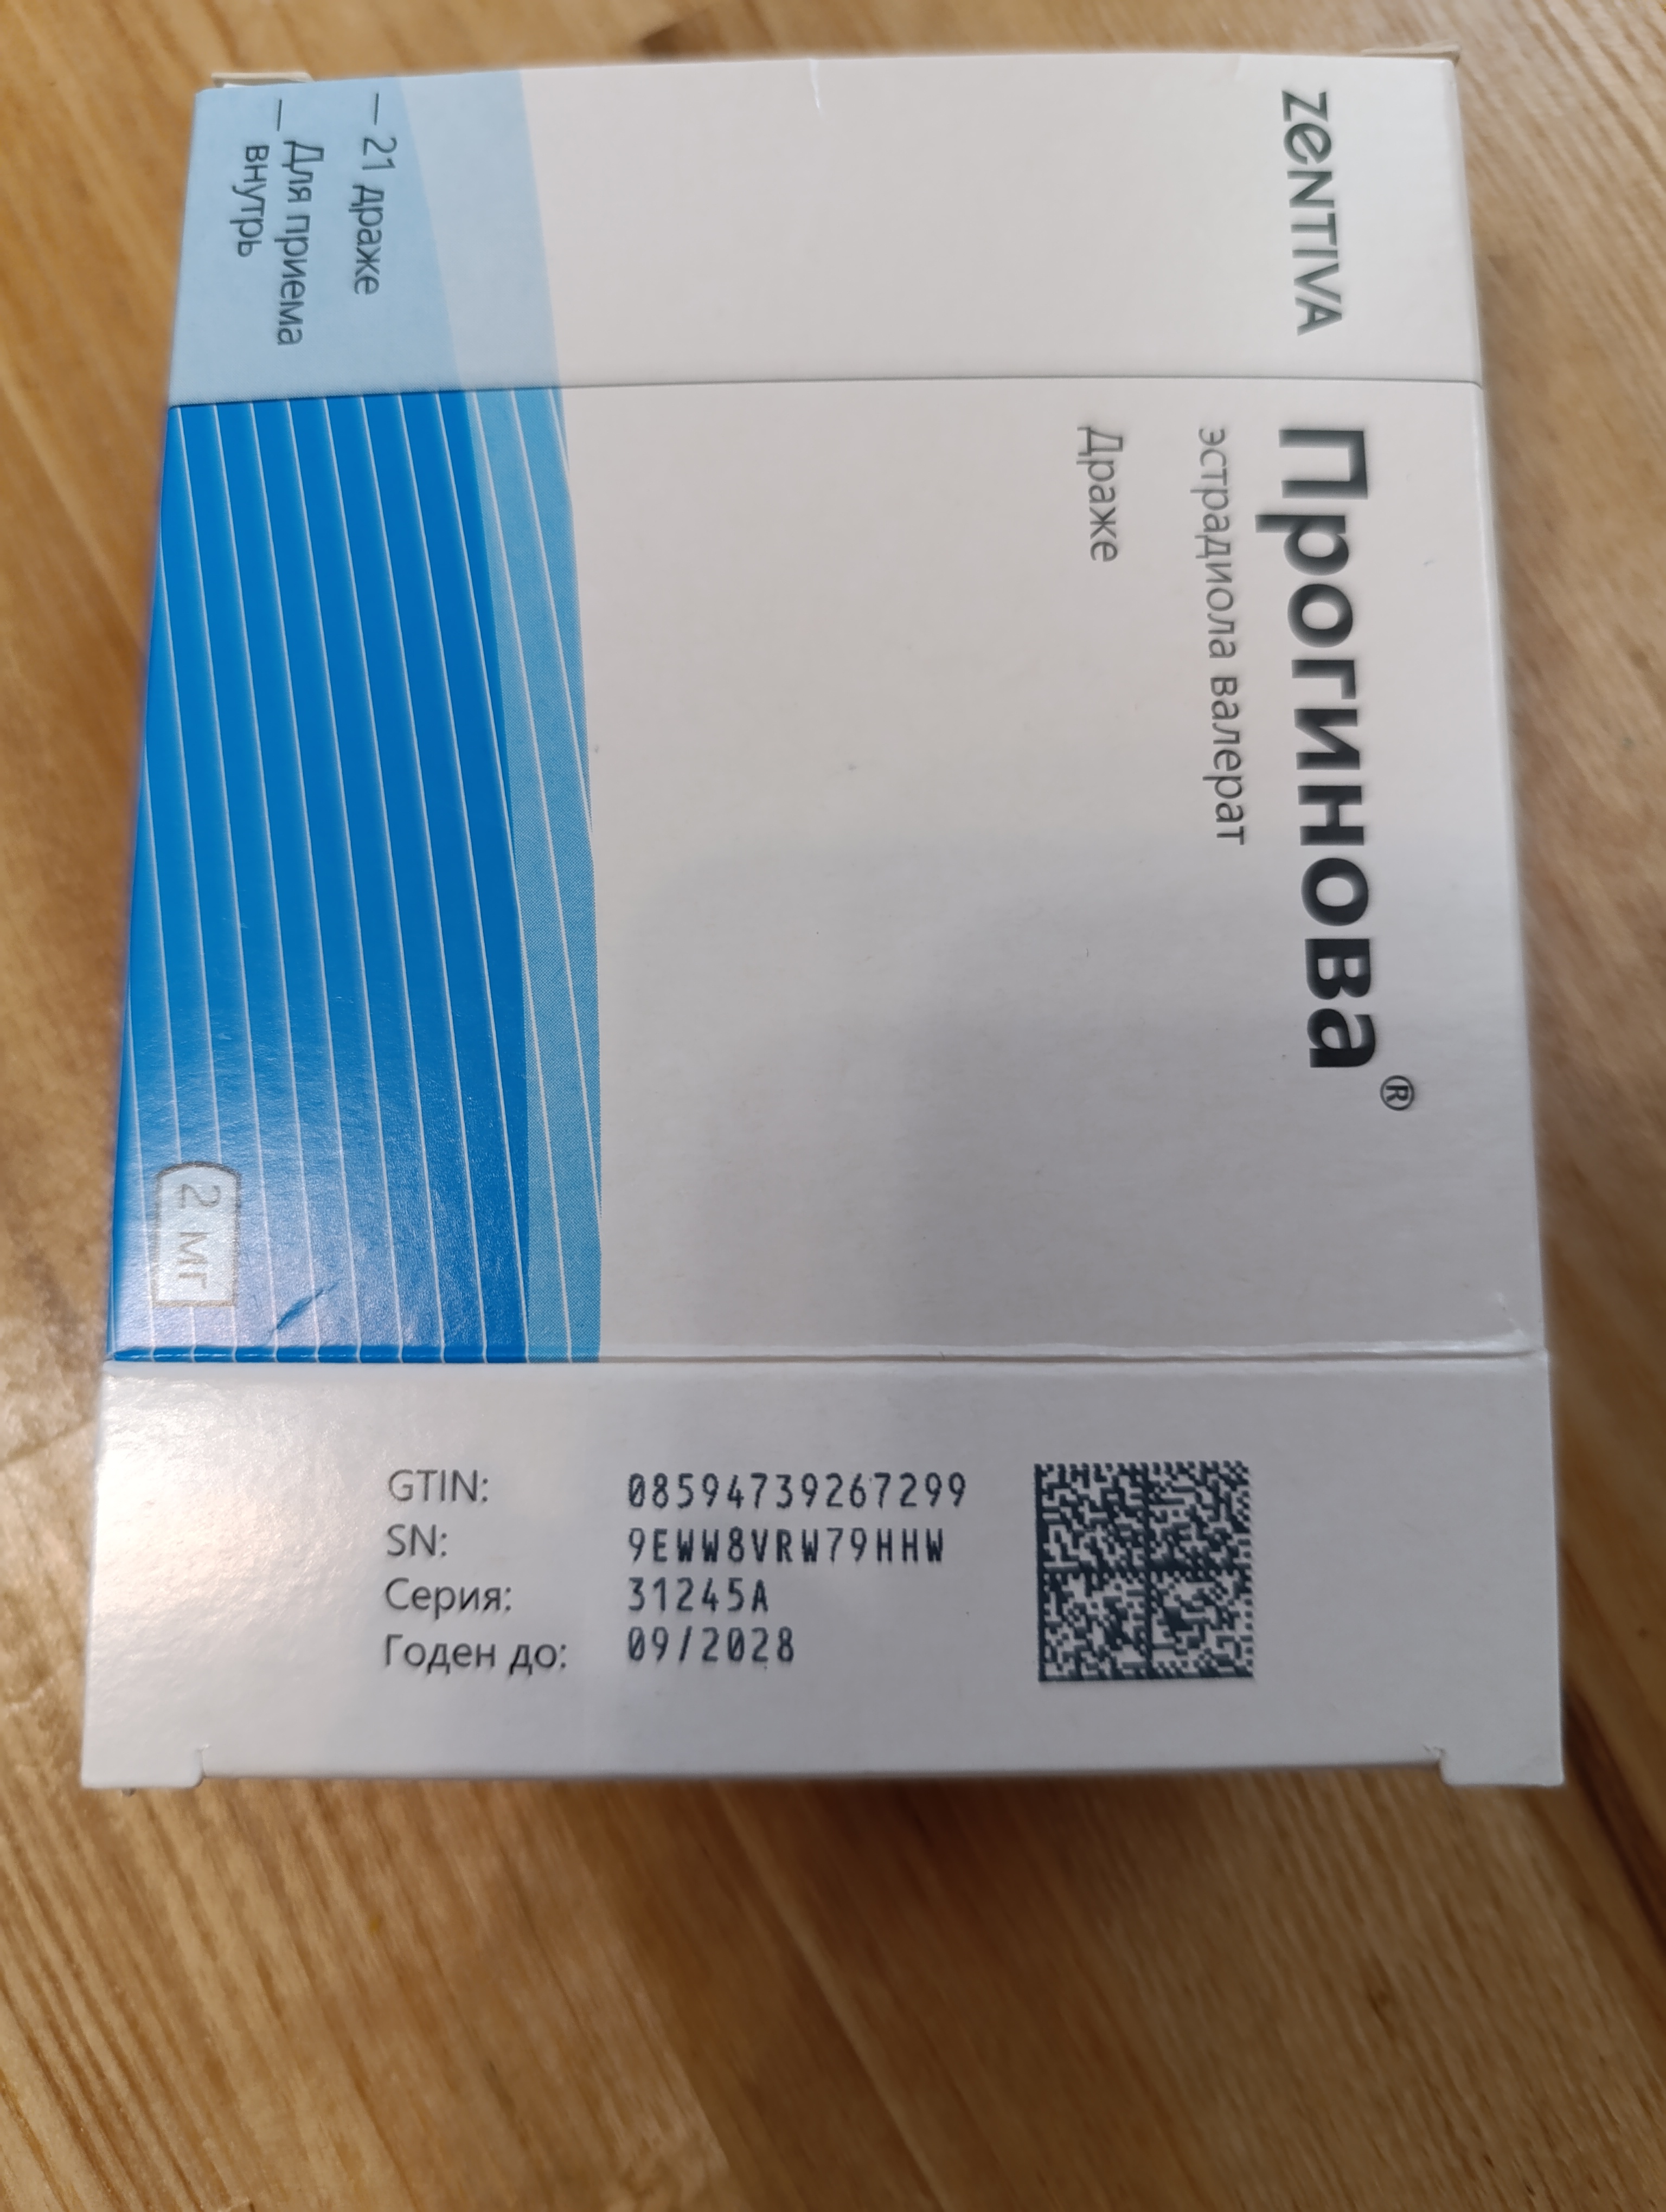 ZENTIVA
Прогинова®
эстрадиола валерат
Драже
— 21 драже
— Для приема
внутрь
2 мг
GTIN: 08594739267299
SN: 9EWW8VRW79HHW
Серия: 31245A
Годен до: 09/2028